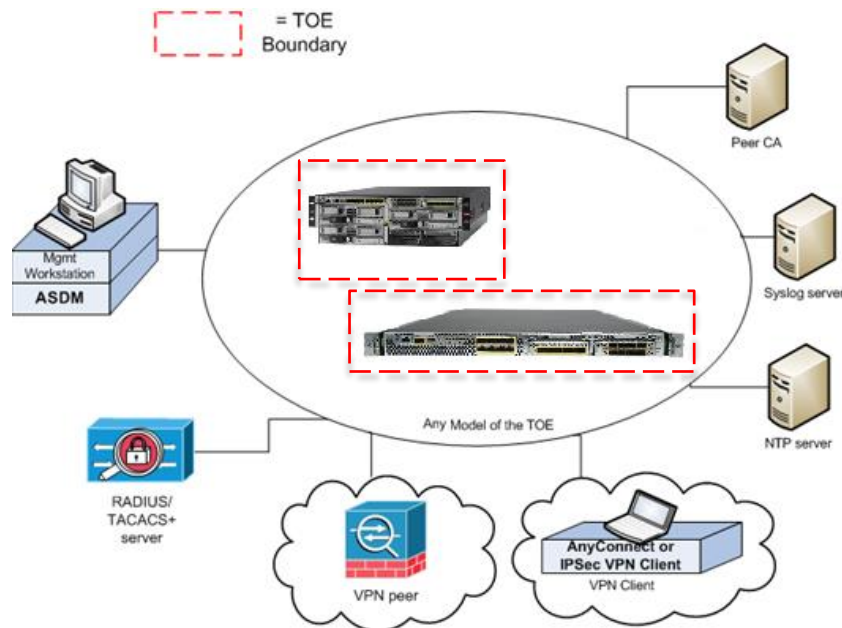 = TOE
Boundary
Peer CA
Mgmt
Workstation
ASDM
Syslog server
Any Model of the TOE
NTP server
RADIUS/
TACACS+
server
VPN peer
AnyConnect or
IPSec VPN Client
VPN Client